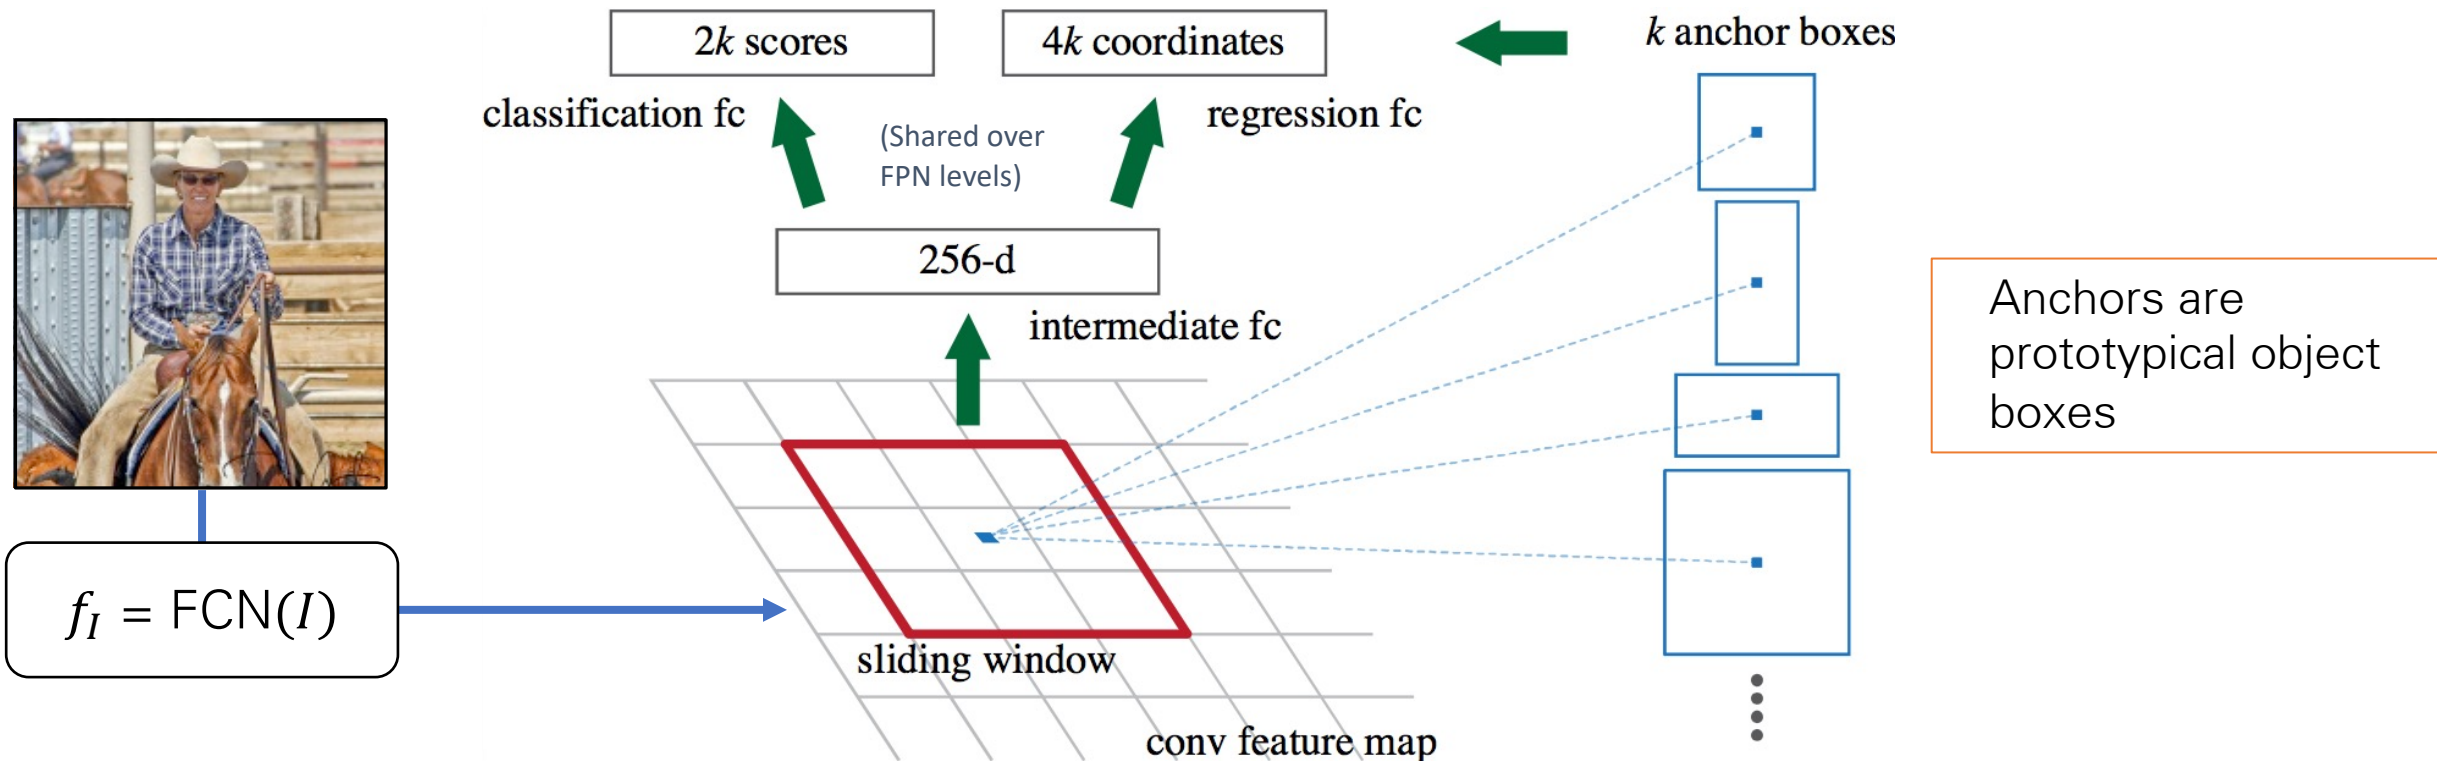 2k scores
4k coordinates
k anchor boxes
classification fc
(Shared over
FPN levels)
regression fc
256-d
intermediate fc
Anchors are
prototypical object
boxes
f_I = FCN(I)
sliding window
conv feature map